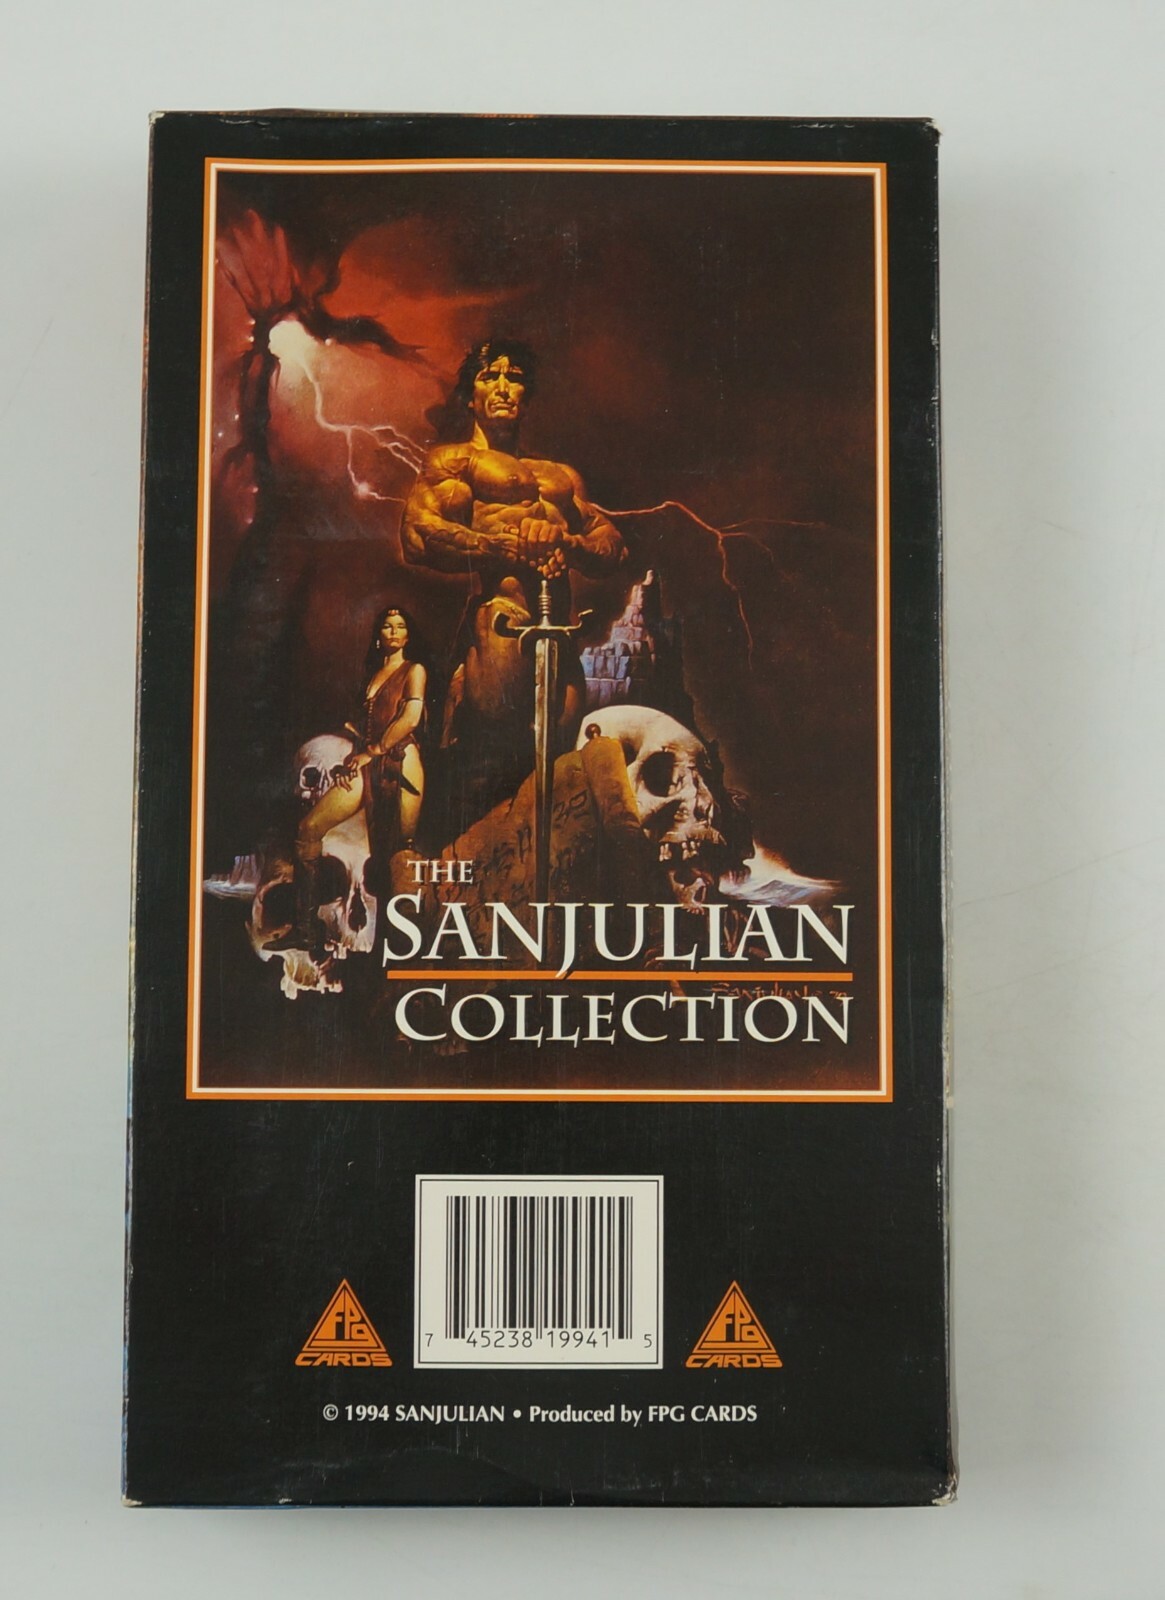 THE
SANJULIAN
COLLECTION
7 45238 19941 5
FPG
CARDS
FPG
CARDS
© 1994 SANJULIAN • Produced by FPG CARDS